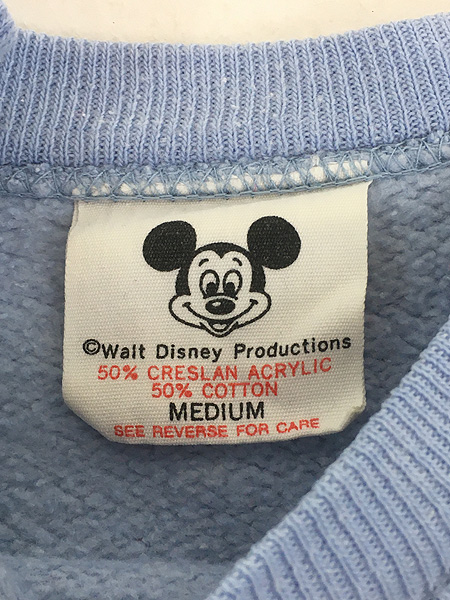 ©Walt Disney Productions
50% CRESLAN ACRYLIC
50% COTTON
MEDIUM
SEE REVERSE FOR CARE